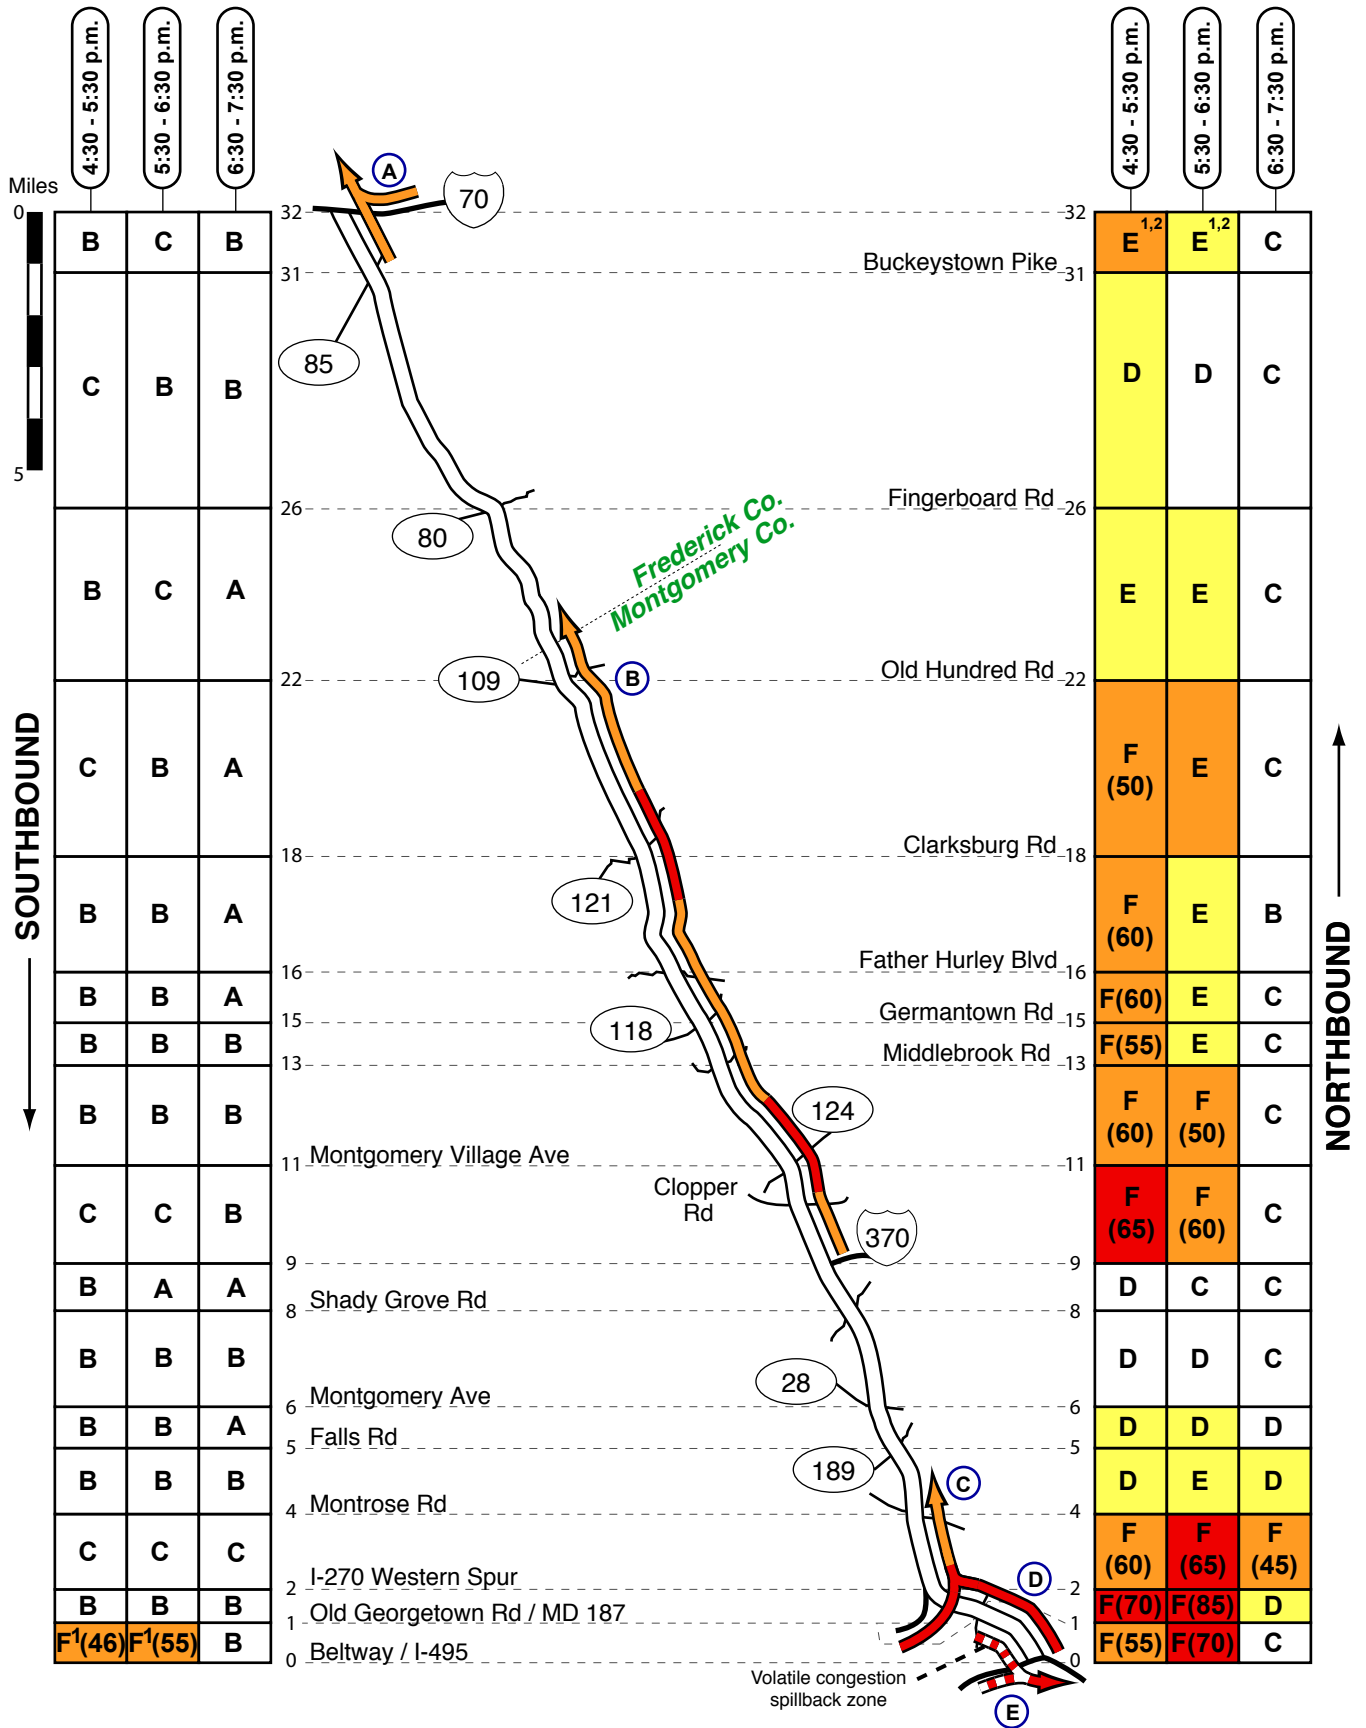 4:30 - 5:30 p.m.
5:30 - 6:30 p.m.
6:30 - 7:30 p.m.
4:30 - 5:30 p.m.
5:30 - 6:30 p.m.
6:30 - 7:30 p.m.
Miles
0
5
SOUTHBOUND
NORTHBOUND
A
70
32 32
B C B E1,2 E1,2 C
Buckeystown Pike
31 31
85
C B B D D C
Fingerboard Rd
26 26
80
Frederick Co.
Montgomery Co.
B C A E E C
Old Hundred Rd
22 22
109
B
C B A F (50) E C
Clarksburg Rd
18 18
121
B B A F (60) E B
Father Hurley Blvd
16 16
B B A F(60) E C
Germantown Rd
15 15
118
B B B F(55) E C
Middlebrook Rd
13 13
124
B B B F (60) F (50) C
Montgomery Village Ave
11 11
Clopper
Rd
C C B F (65) F (60) C
370
9 9
B A A D C C
Shady Grove Rd
8 8
B B B D D C
28
Montgomery Ave
6 6
B B A D D D
Falls Rd
5 5
189
B B B D E D
C
Montrose Rd
4 4
C C C F (60) F (65) F (45)
I-270 Western Spur
D
2 2
B B B F(70) F(85) D
Old Georgetown Rd / MD 187
1 1
F1(46) F1(55) B F(55) F(70) C
Beltway / I-495
0 0
Volatile congestion
spillback zone
E